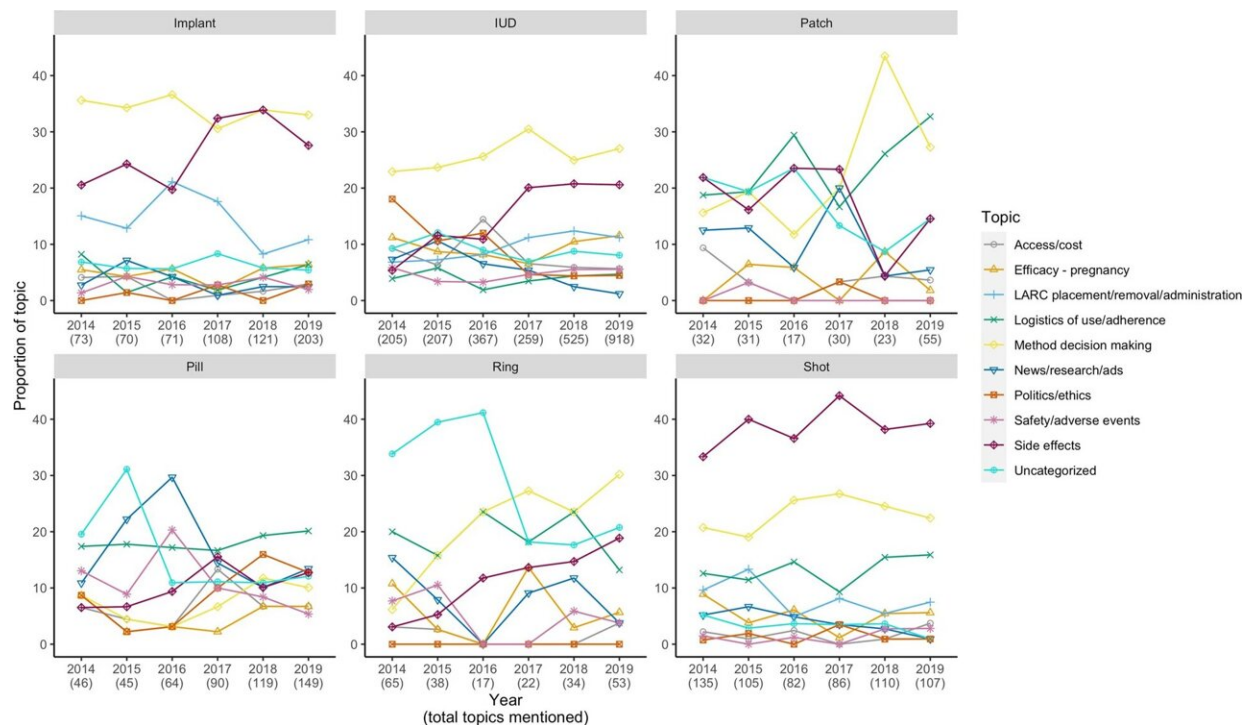 Implant
IUD
Patch
40
30
20
10
0
2014 2015 2016 2017 2018 2019
(73) (70) (71) (108) (121) (203)
2014 2015 2016 2017 2018 2019
(205) (207) (367) (259) (525) (918)
2014 2015 2016 2017 2018 2019
(32) (31) (17) (30) (23) (55)
Proportion of topic
Pill
Ring
Shot
40
30
20
10
0
2014 2015 2016 2017 2018 2019
(46) (45) (64) (90) (119) (149)
2014 2015 2016 2017 2018 2019
(65) (38) (17) (22) (34) (53)
2014 2015 2016 2017 2018 2019
(135) (105) (82) (86) (110) (107)
Year
(total topics mentioned)
Topic
Access/cost
Efficacy - pregnancy
LARC placement/removal/administration
Logistics of use/adherence
Method decision making
News/research/ads
Politics/ethics
Safety/adverse events
Side effects
Uncategorized